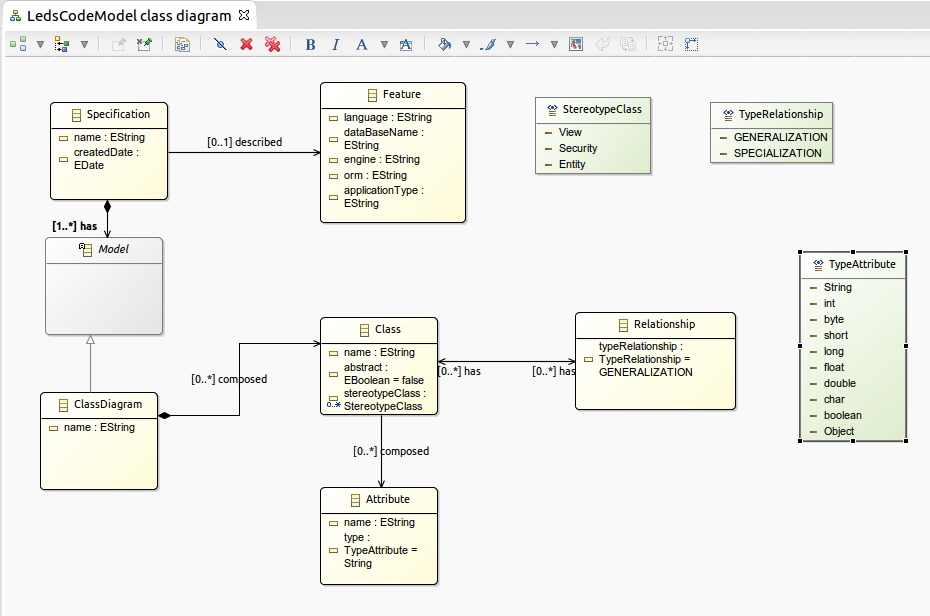 LedsCodeModel class diagram
B I A A
Specification
name : EString
createdDate :
EDate
[0..1] described
Feature
language : EString
dataBaseName :
EString
engine : EString
orm : EString
applicationType :
EString
StereotypeClass
View
Security
Entity
TypeRelationship
GENERALIZATION
SPECIALIZATION
[1..*] has
Model
TypeAttribute
String
int
byte
short
long
float
double
char
boolean
Object
[0..*] composed
Class
name : EString
abstract :
EBoolean = false
stereotypeClass :
0..* StereotypeClass
[0..*] has
[0..*] has
Relationship
typeRelationship :
TypeRelationship =
GENERALIZATION
ClassDiagram
name : EString
[0..*] composed
Attribute
name : EString
type :
TypeAttribute =
String